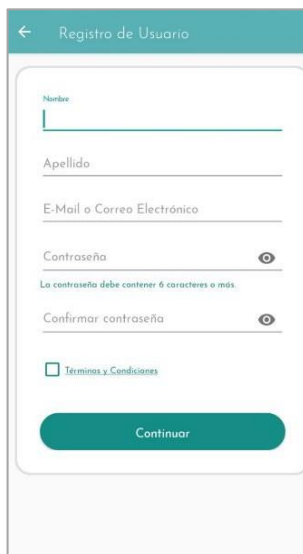 Registro de Usuario
Nombre
Apellido
E-Mail o Correo Electrónico
Contraseña
La contraseña debe contener 6 caracteres o más.
Confirmar contraseña
Términos y Condiciones
Continuar